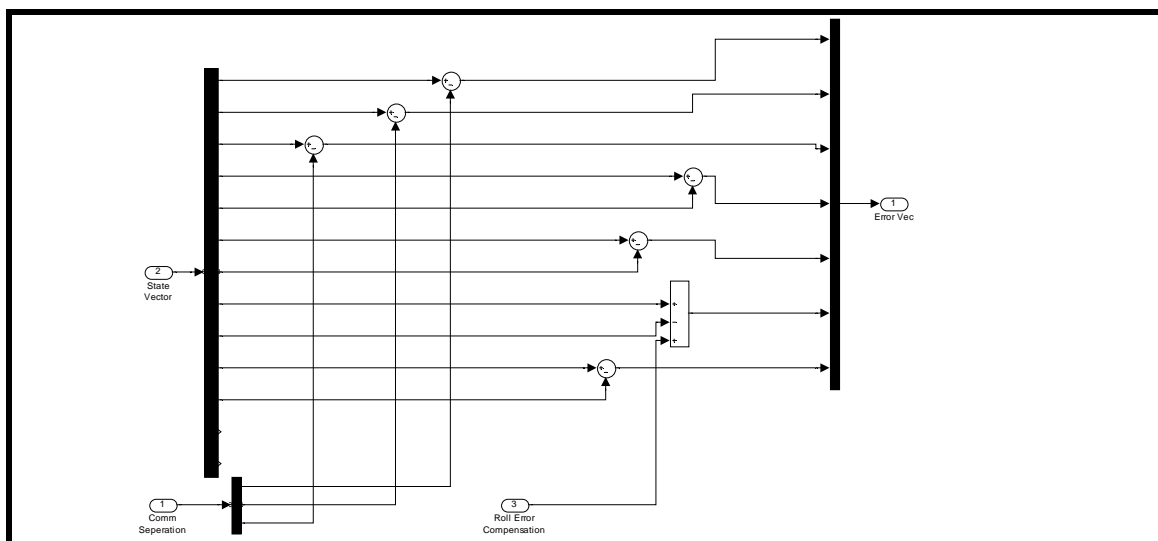 1
Error Vec
2
State
Vector
1
Comm
Seperation
3
Roll Error
Compensation